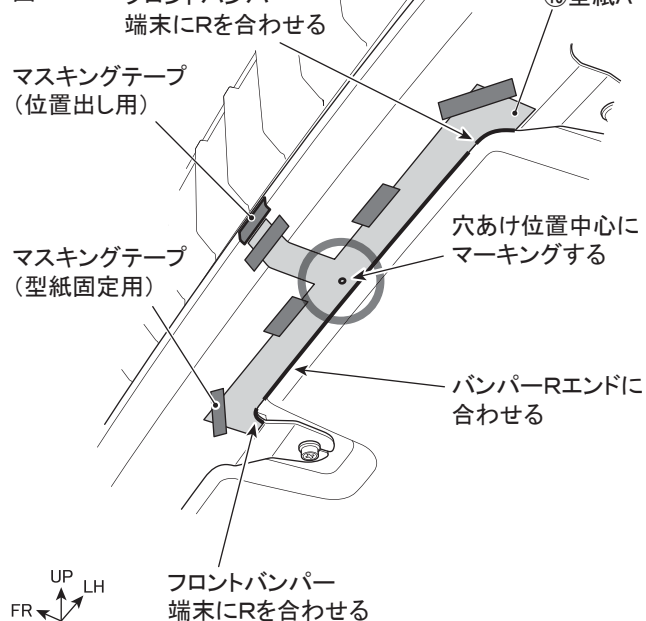 端末にRを合わせる
マスキングテープ
（位置出し用）
穴あけ位置中心に
マーキングする
マスキングテープ
（型紙固定用）
バンパーRエンドに
合わせる
UP
LH
FR
フロントバンパー
端末にRを合わせる